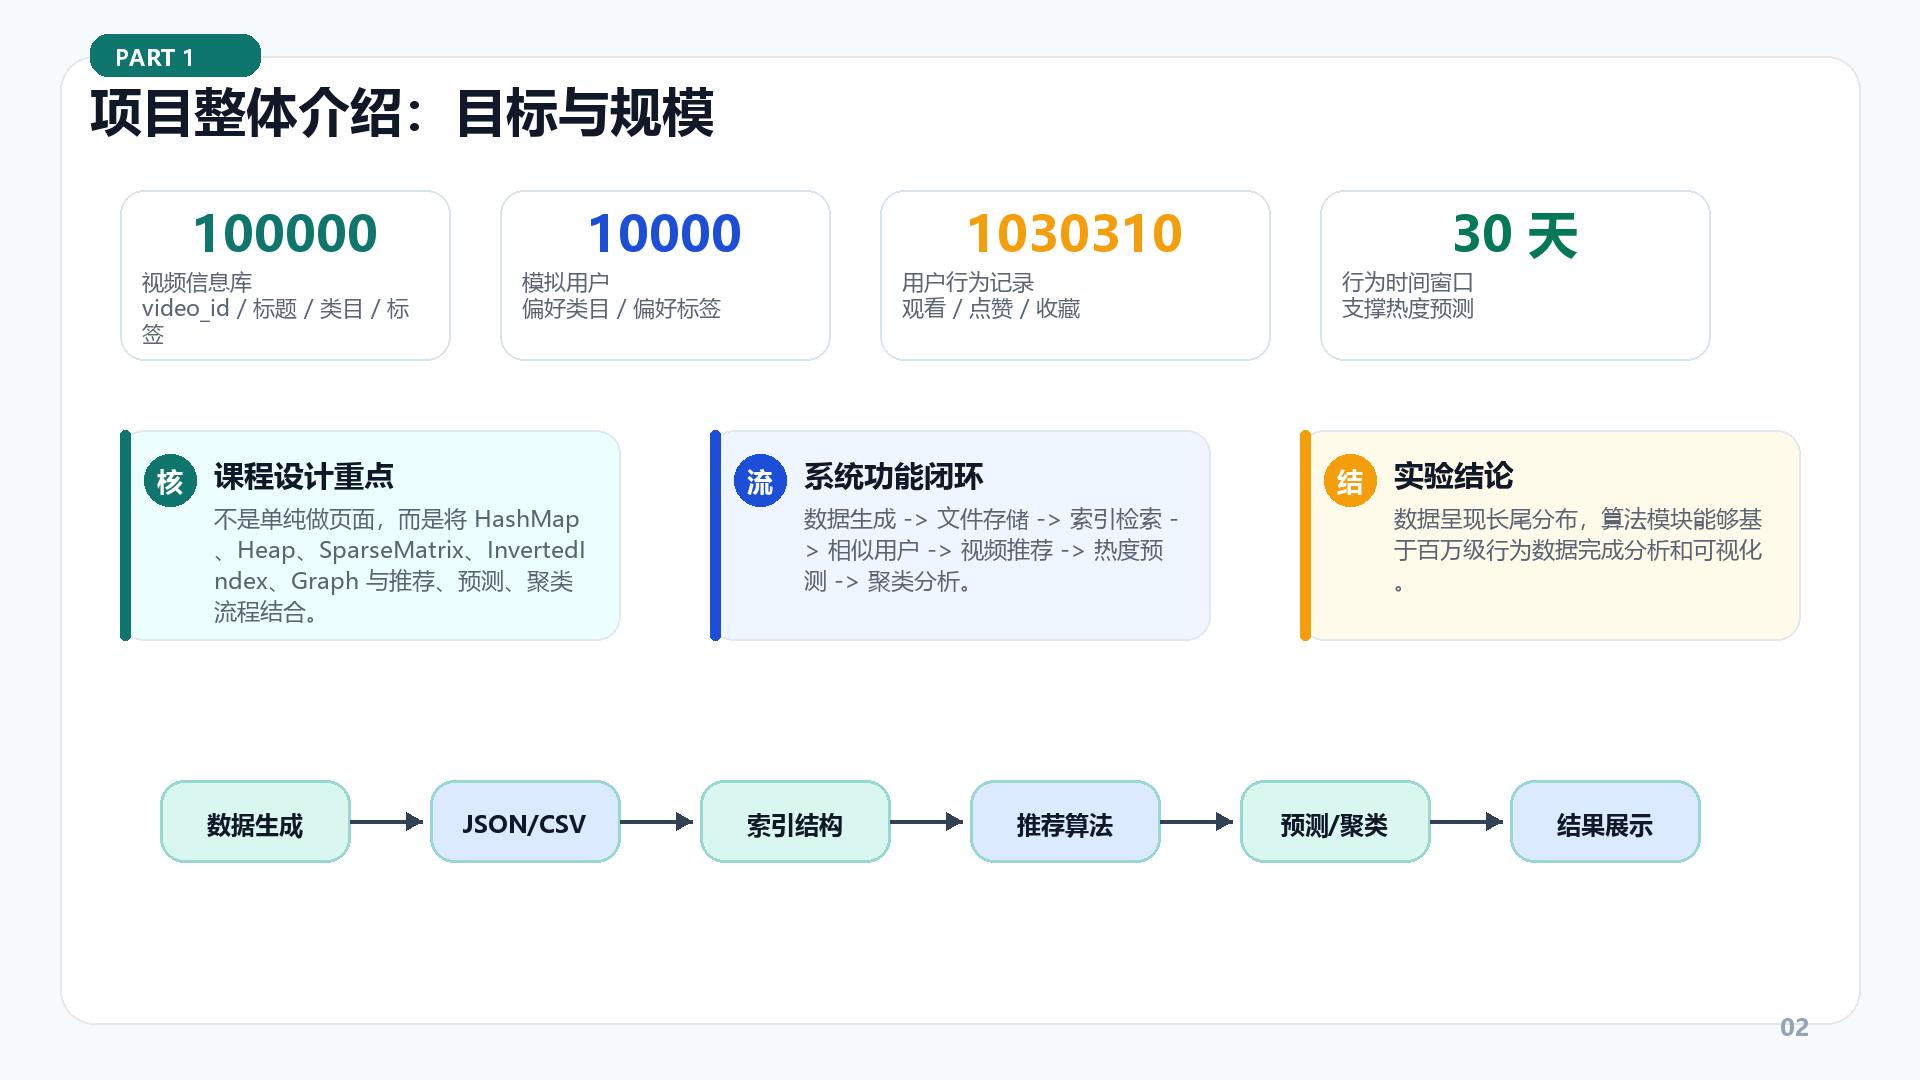 PART 1
项目整体介绍：目标与规模
100000
视频信息库
video_id / 标题 / 类目 / 标
签
10000
模拟用户
偏好类目 / 偏好标签
1030310
用户行为记录
观看 / 点赞 / 收藏
30 天
行为时间窗口
支撑热度预测
核
课程设计重点
不是单纯做页面，而是将 HashMap
、Heap、SparseMatrix、InvertedI
ndex、Graph 与推荐、预测、聚类
流程结合。
流
系统功能闭环
数据生成 -> 文件存储 -> 索引检索 -
> 相似用户 -> 视频推荐 -> 热度预
测 -> 聚类分析。
结
实验结论
数据呈现长尾分布，算法模块能够基
于百万级行为数据完成分析和可视化
。
数据生成
JSON/CSV
索引结构
推荐算法
预测/聚类
结果展示
02